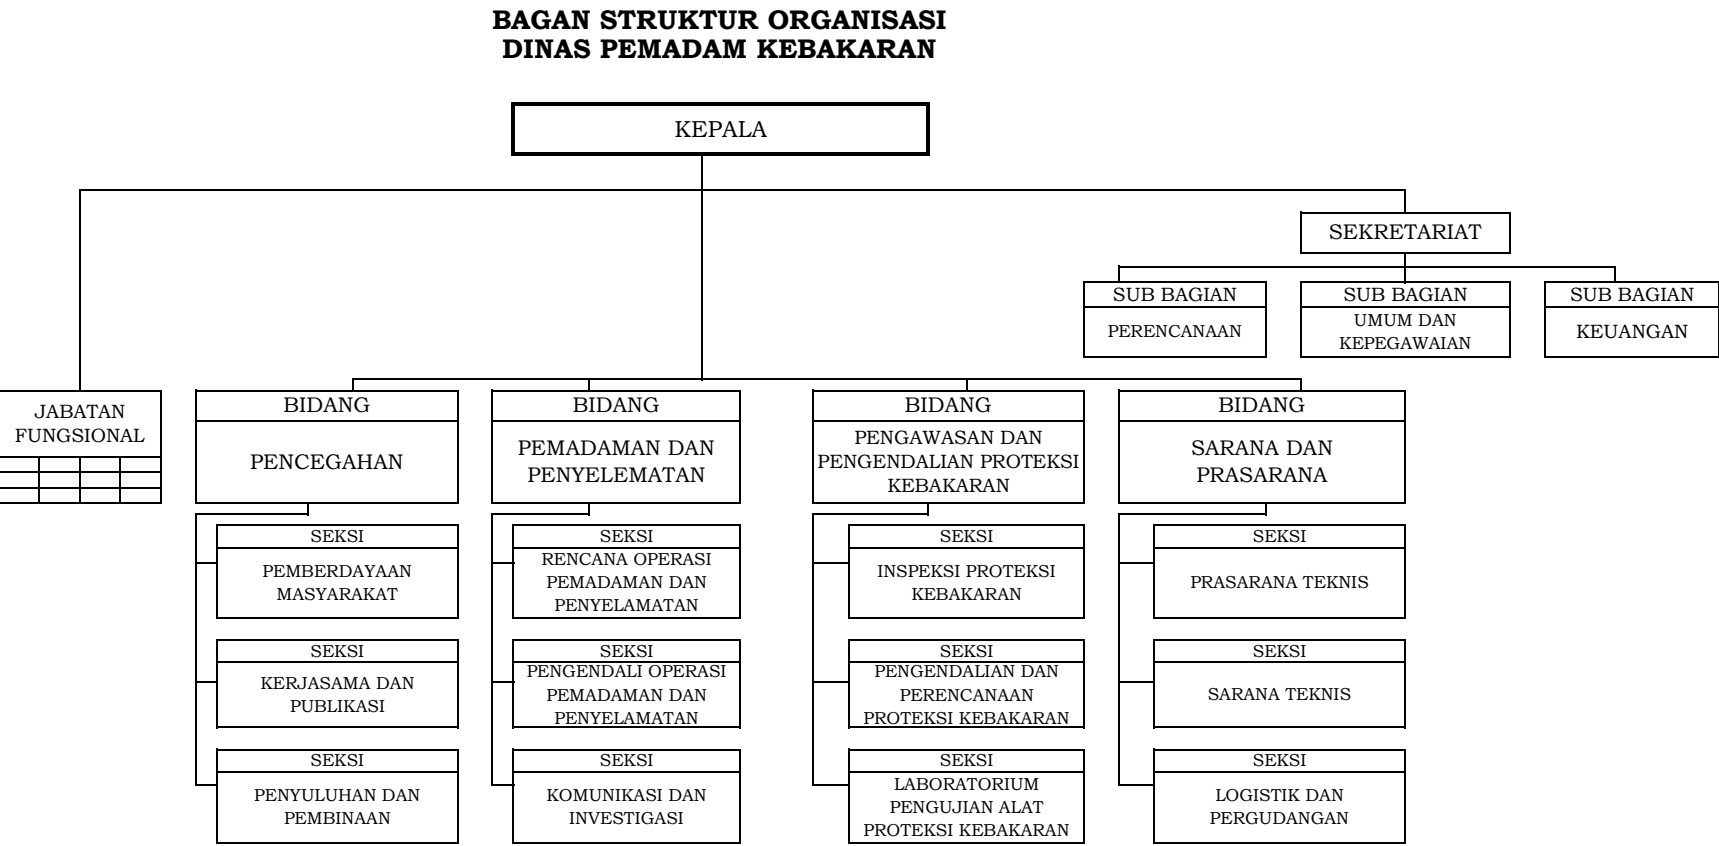 BAGAN STRUKTUR ORGANISASI
DINAS PEMADAM KEBAKARAN
KEPALA
SEKRETARIAT
SUB BAGIAN
PERENCANAAN
SUB BAGIAN
UMUM DAN
KEPEGAWAIAN
SUB BAGIAN
KEUANGAN
JABATAN
FUNGSIONAL
BIDANG
PENCEGAHAN
BIDANG
PEMADAMAN DAN
PENYELEMATAN
BIDANG
PENGAWASAN DAN
PENGENDALIAN PROTEKSI
KEBAKARAN
BIDANG
SARANA DAN
PRASARANA
SEKSI
PEMBERDAYAAN
MASYARAKAT
SEKSI
RENCANA OPERASI
PEMADAMAN DAN
PENYELAMATAN
SEKSI
INSPEKSI PROTEKSI
KEBAKARAN
SEKSI
PRASARANA TEKNIS
SEKSI
KERJASAMA DAN
PUBLIKASI
SEKSI
PENGENDALI OPERASI
PEMADAMAN DAN
PENYELAMATAN
SEKSI
PENGENDALIAN DAN
PERENCANAAN
PROTEKSI KEBAKARAN
SEKSI
SARANA TEKNIS
SEKSI
PENYULUHAN DAN
PEMBINAAN
SEKSI
KOMUNIKASI DAN
INVESTIGASI
SEKSI
LABORATORIUM
PENGUJIAN ALAT
PROTEKSI KEBAKARAN
SEKSI
LOGISTIK DAN
PERGUDANGAN